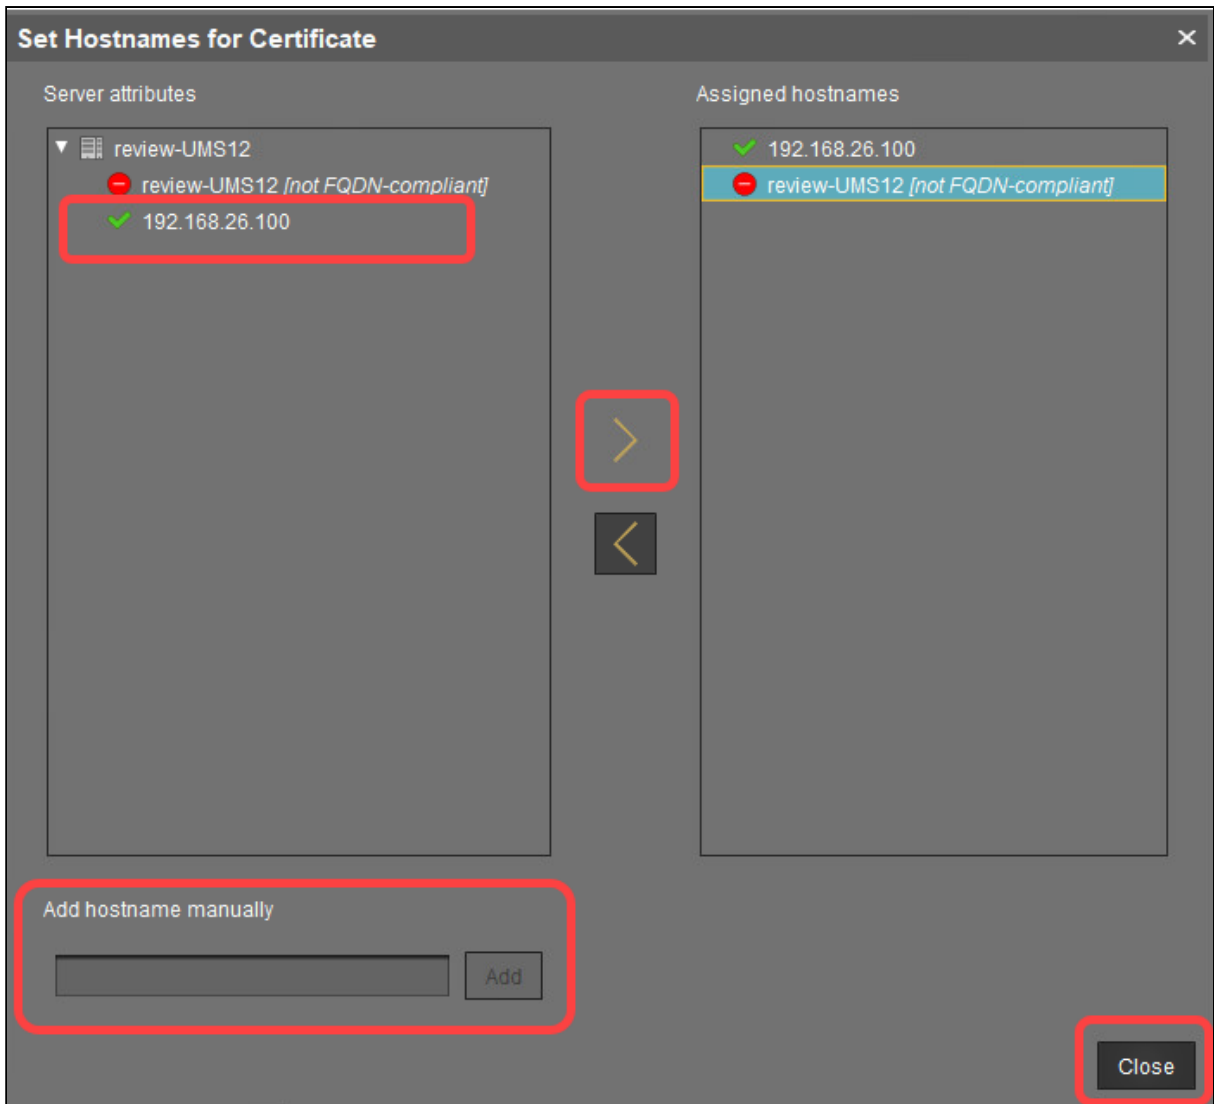 Set Hostnames for Certificate
Server attributes
review-UMS12
review-UMS12 [not FQDN-compliant]
192.168.26.100
Assigned hostnames
192.168.26.100
review-UMS12 [not FQDN-compliant]
Add hostname manually
Add
Close